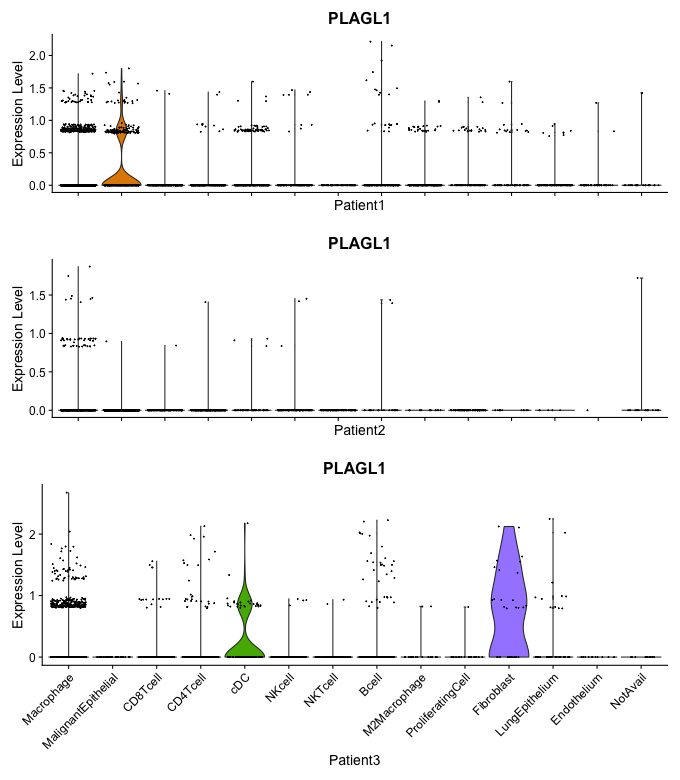 PLAGL1
Expression Level
2.0
1.5
1.0
0.5
0.0
Patient1
PLAGL1
Expression Level
1.5
1.0
0.5
0.0
Patient2
PLAGL1
Expression Level
2
1
0
Macrophage
MalignantEpithelial
CD8Tcell
CD4Tcell
cDC
NKcell
NKTcell
Bcell
M2Macrophage
ProliferatingCell
Fibroblast
LungEpithelium
Endothelium
NotAvail
Patient3